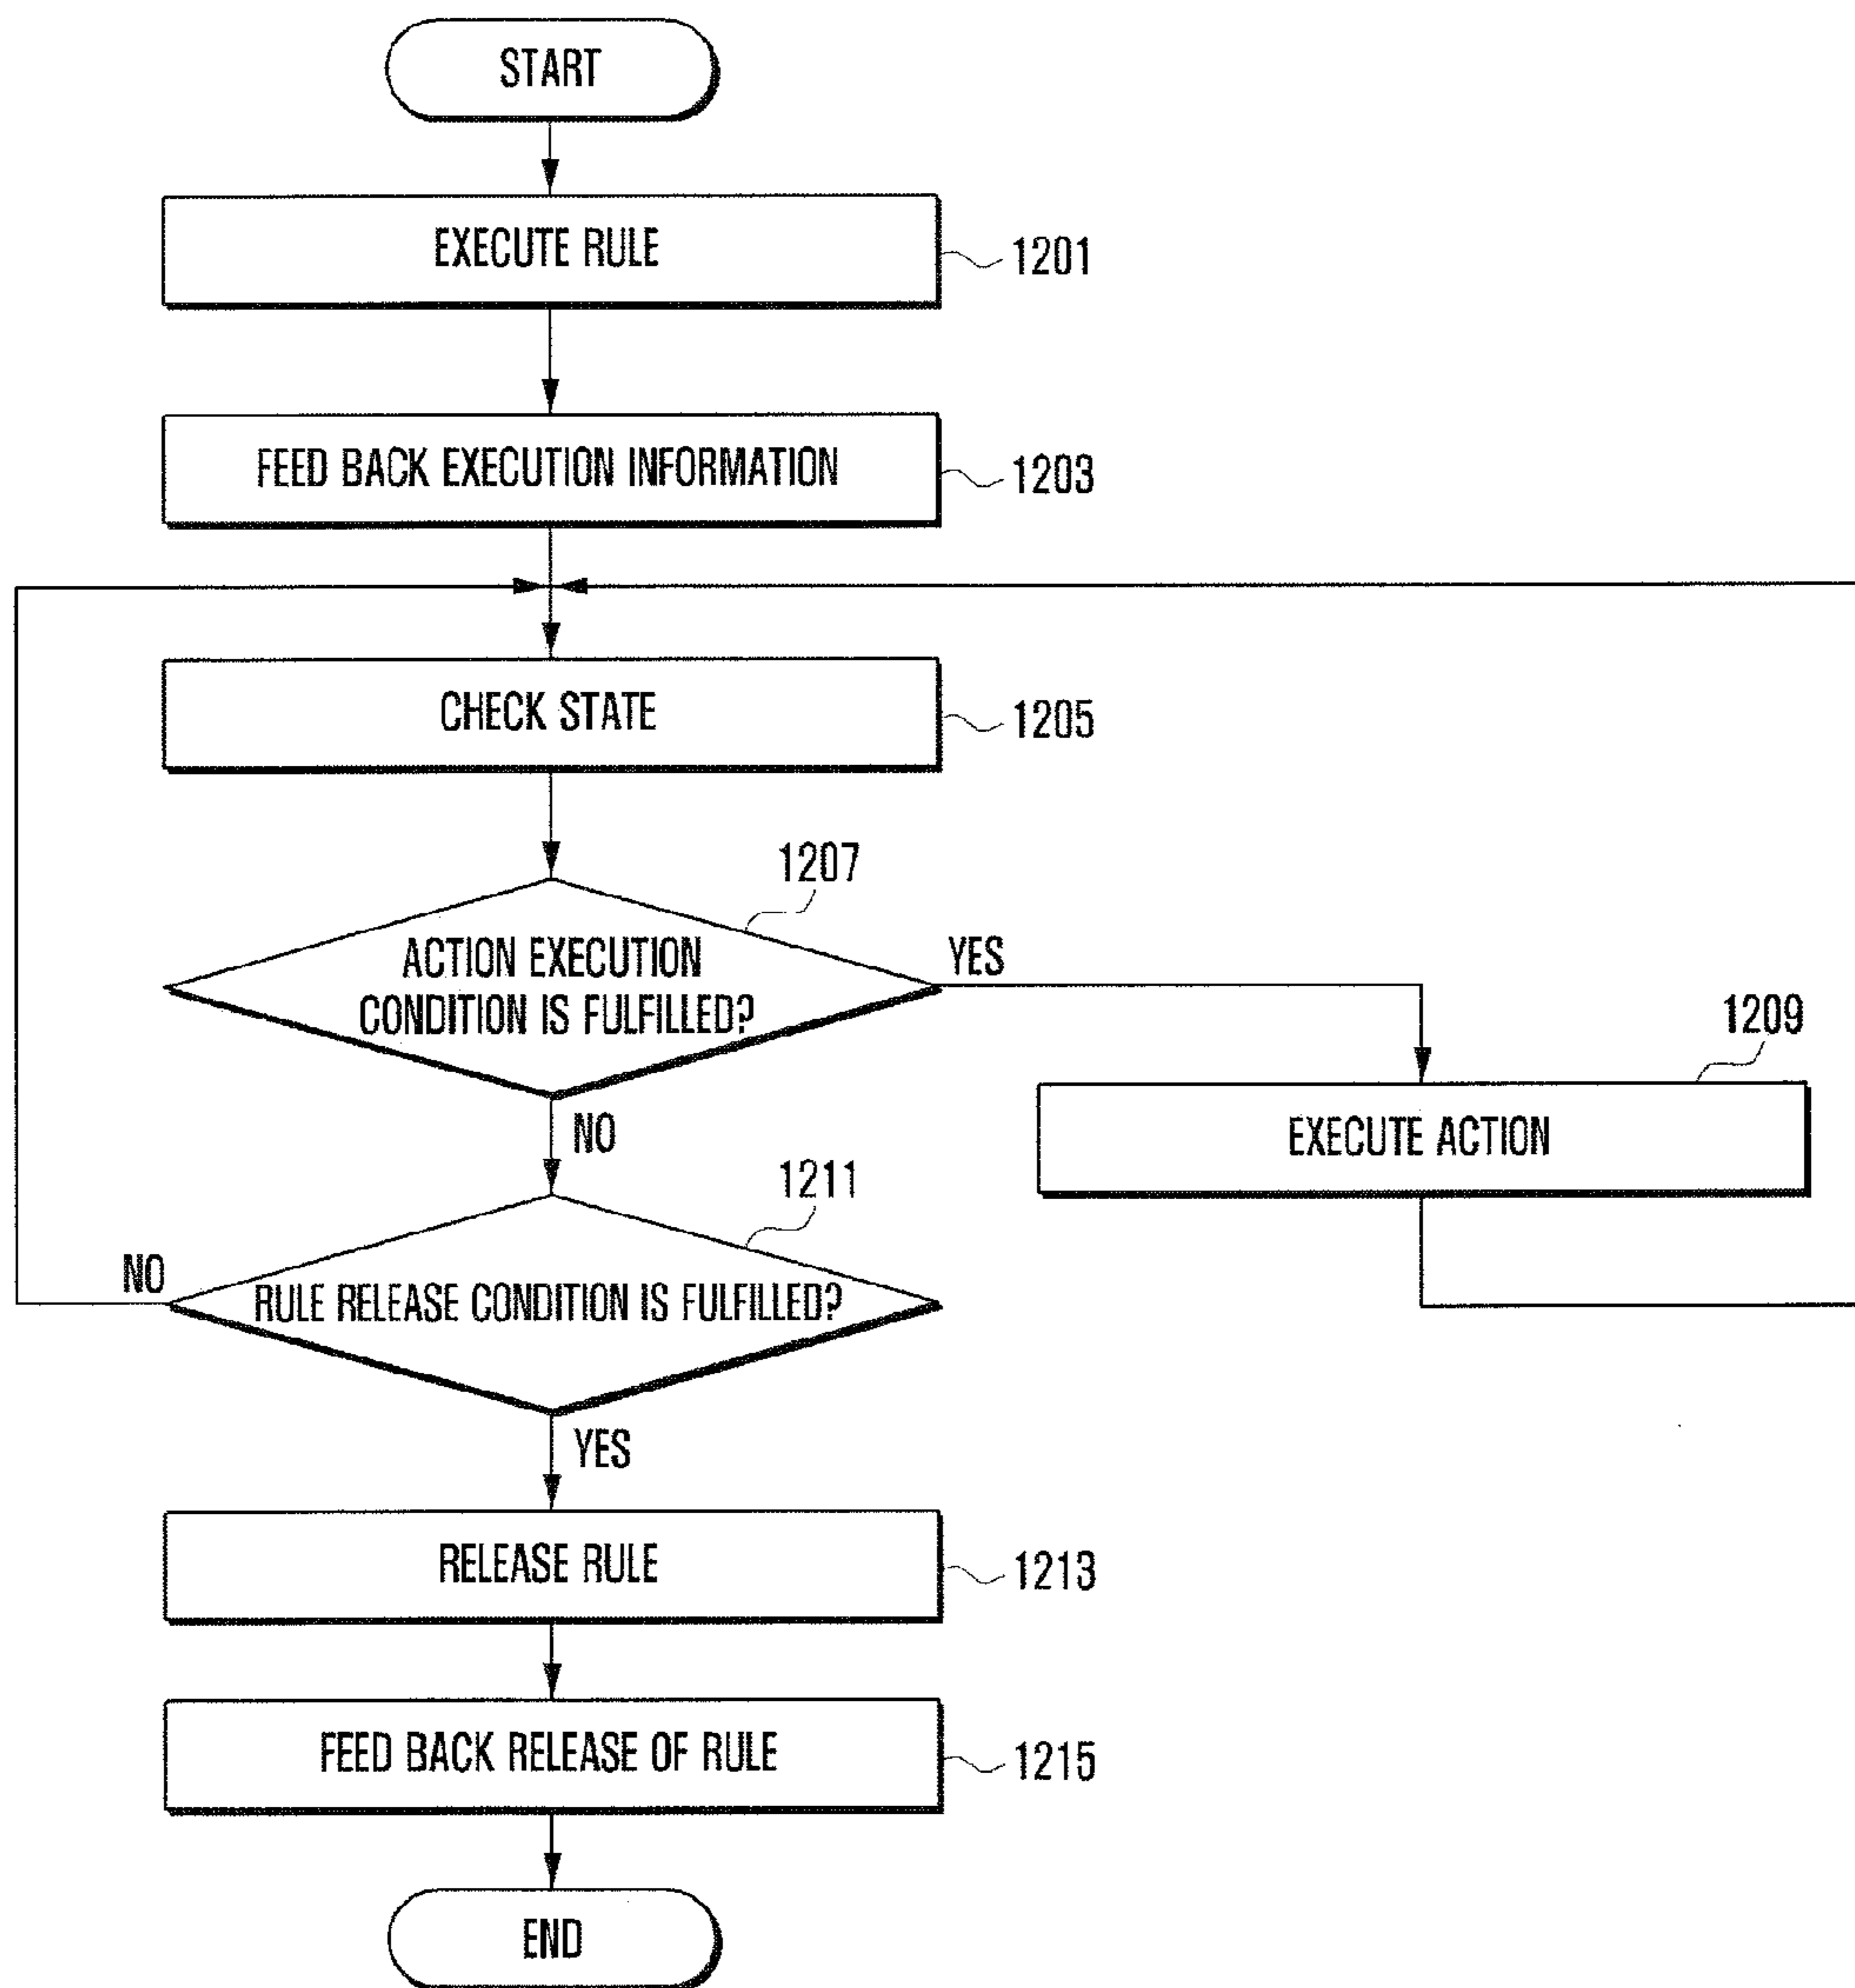 START
EXECUTE RULE
1201
FEED BACK EXECUTION INFORMATION
1203
CHECK STATE
1205
1207
ACTION EXECUTION
CONDITION IS FULFILLED?
YES
1209
EXECUTE ACTION
NO
1211
NO
RULE RELEASE CONDITION IS FULFILLED?
YES
RELEASE RULE
1213
FEED BACK RELEASE OF RULE
1215
END